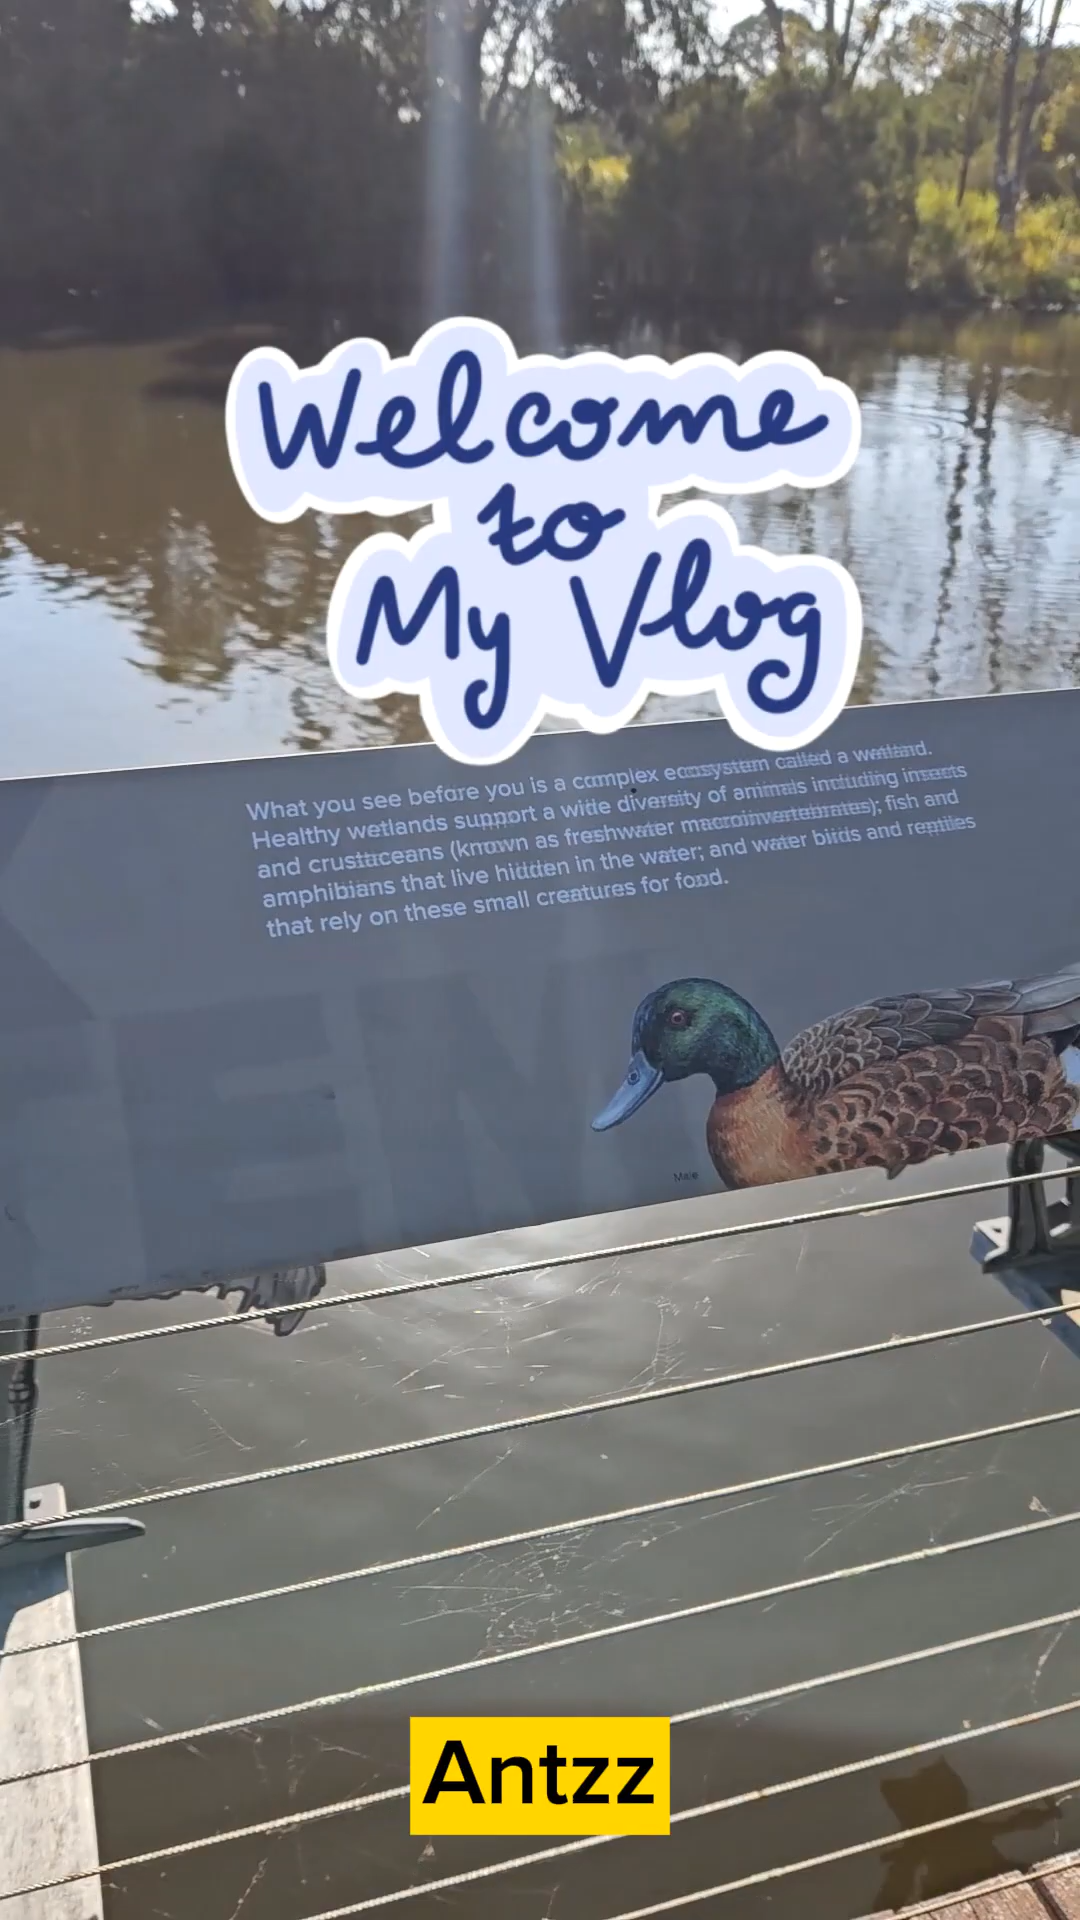 Welcome
to
My Vlog
What you see before you is a complex ecosystem called a wetland.
Healthy wetlands support a wide diversity of animals including insects
and crustaceans (known as freshwater macroinvertebrates); fish and
amphibians that live hidden in the water; and water birds and reptiles
that rely on these small creatures for food.
Male
Antzz